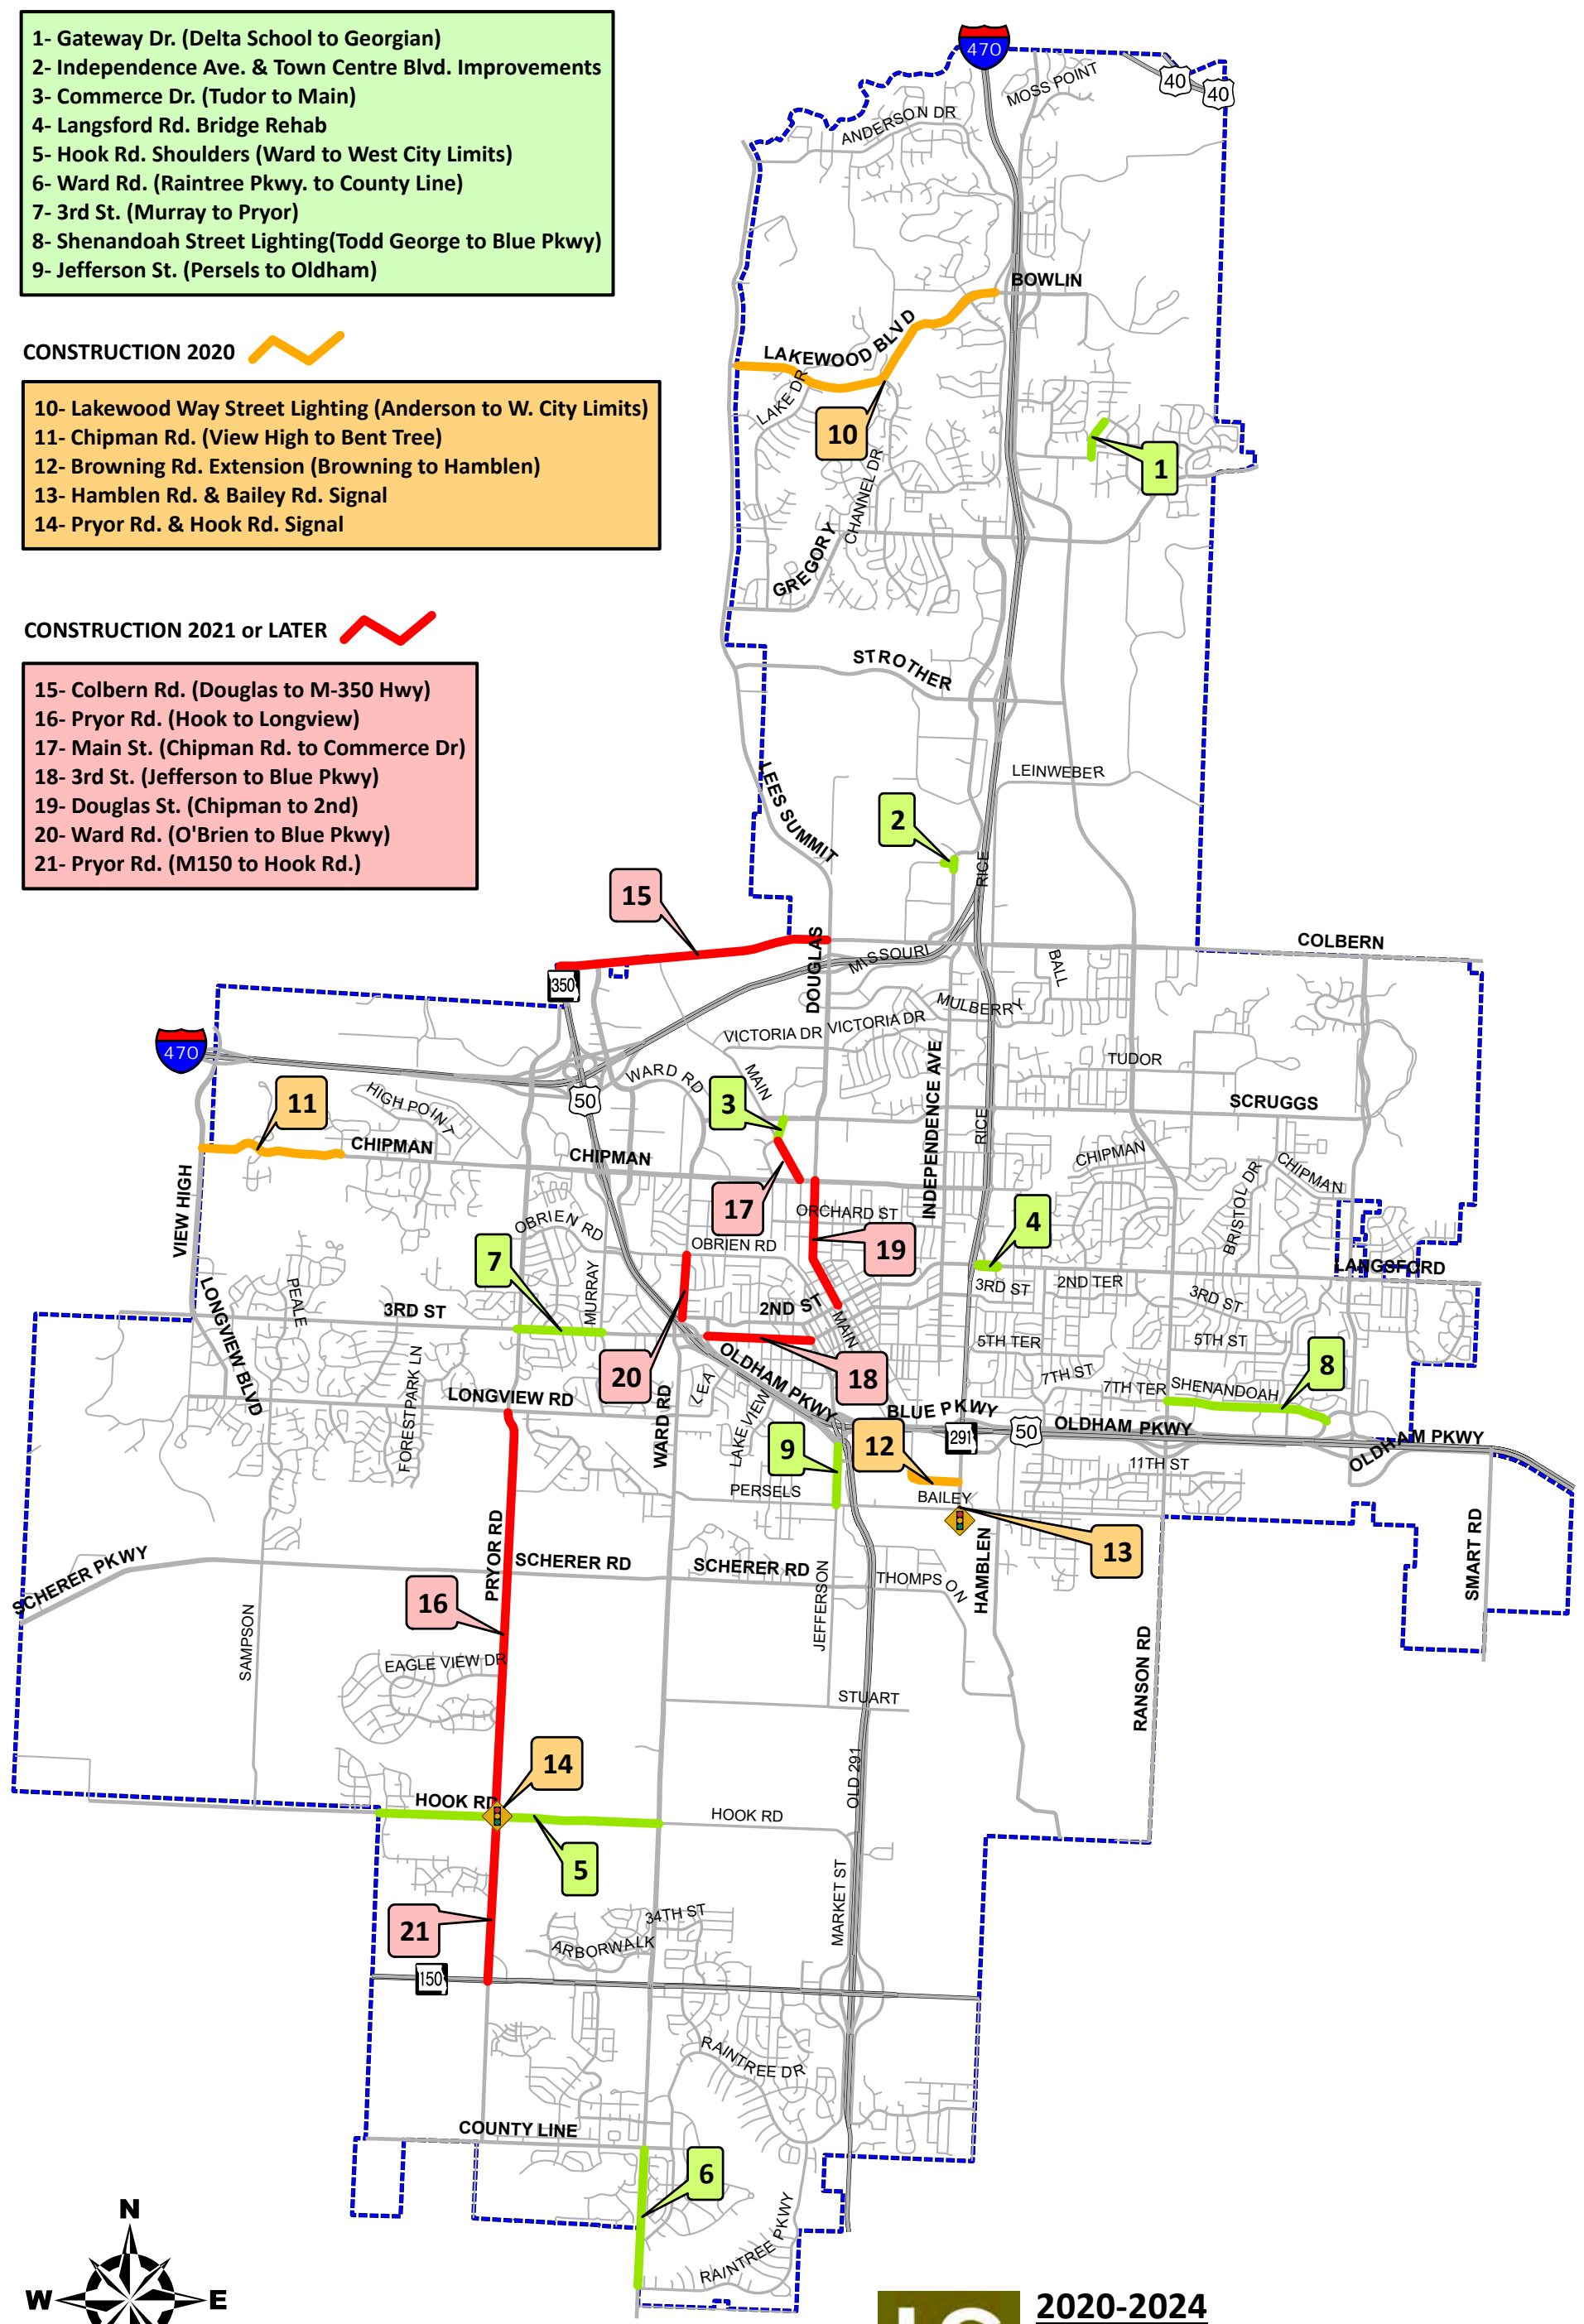 1- Gateway Dr. (Delta School to Georgian)
2- Independence Ave. & Town Centre Blvd. Improvements
3- Commerce Dr. (Tudor to Main)
4- Langsford Rd. Bridge Rehab
5- Hook Rd. Shoulders (Ward to West City Limits)
6- Ward Rd. (Raintree Pkwy. to County Line)
7- 3rd St. (Murray to Pryor)
8- Shenandoah Street Lighting(Todd George to Blue Pkwy)
9- Jefferson St. (Persels to Oldham)
CONSTRUCTION 2020
10- Lakewood Way Street Lighting (Anderson to W. City Limits)
11- Chipman Rd. (View High to Bent Tree)
12- Browning Rd. Extension (Browning to Hamblen)
13- Hamblen Rd. & Bailey Rd. Signal
14- Pryor Rd. & Hook Rd. Signal
CONSTRUCTION 2021 or LATER
15- Colbern Rd. (Douglas to M-350 Hwy)
16- Pryor Rd. (Hook to Longview)
17- Main St. (Chipman Rd. to Commerce Dr)
18- 3rd St. (Jefferson to Blue Pkwy)
19- Douglas St. (Chipman to 2nd)
20- Ward Rd. (O'Brien to Blue Pkwy)
21- Pryor Rd. (M150 to Hook Rd.)
470
40
40
MOSS POINT
ANDERSON DR
BOWLIN
LAKEWOOD BLVD
LAKE DR
10
1
CHANNEL DR
GREGORY
STROTHER
LEINWEBER
LEES SUMMIT
2
RICE
15
COLBERN
DOUGLAS
MISSOURI
BALL
350
MULBERRY
VICTORIA DR
VICTORIA DR
470
TUDOR
INDEPENDENCE AVE
WARD RD
MAIN
50
HIGH POINT
11
3
SCRUGGS
RICE
CHIPMAN
CHIPMAN
CHIPMAN
CHIPMAN
BRISTOL DR
VIEW HIGH
17
ORCHARD ST
4
OBRIEN RD
OBRIEN RD
19
7
LANGSFORD
MURRAY
3RD ST
2ND TER
3RD ST
PEALE
LONGVIEW BLVD
3RD ST
2ND ST
MAIN
5TH TER
5TH ST
20
OLDHAM PKWY
18
8
FORESTPARK LN
LONGVIEW RD
LEA
7TH ST
7TH TER
SHENANDOAH
WARD RD
LAKE VIEW
BLUE PKWY
OLDHAM PKWY
291
50
OLDHAM PKWY
9
12
11TH ST
PERSELS
BAILEY
PRYOR RD
13
SCHERER PKWY
SCHERER RD
SCHERER RD
THOMPSON
HAMBLEN
SMART RD
16
JEFFERSON
SAMPSON
EAGLE VIEW DR
RANSON RD
STUART
14
OLD 291
HOOK RD
HOOK RD
5
MARKET ST
21
34TH ST
ARBORWALK
150
RAINTREE DR
COUNTY LINE
6
RAINTREE PKWY
N
W
E
2020-2024